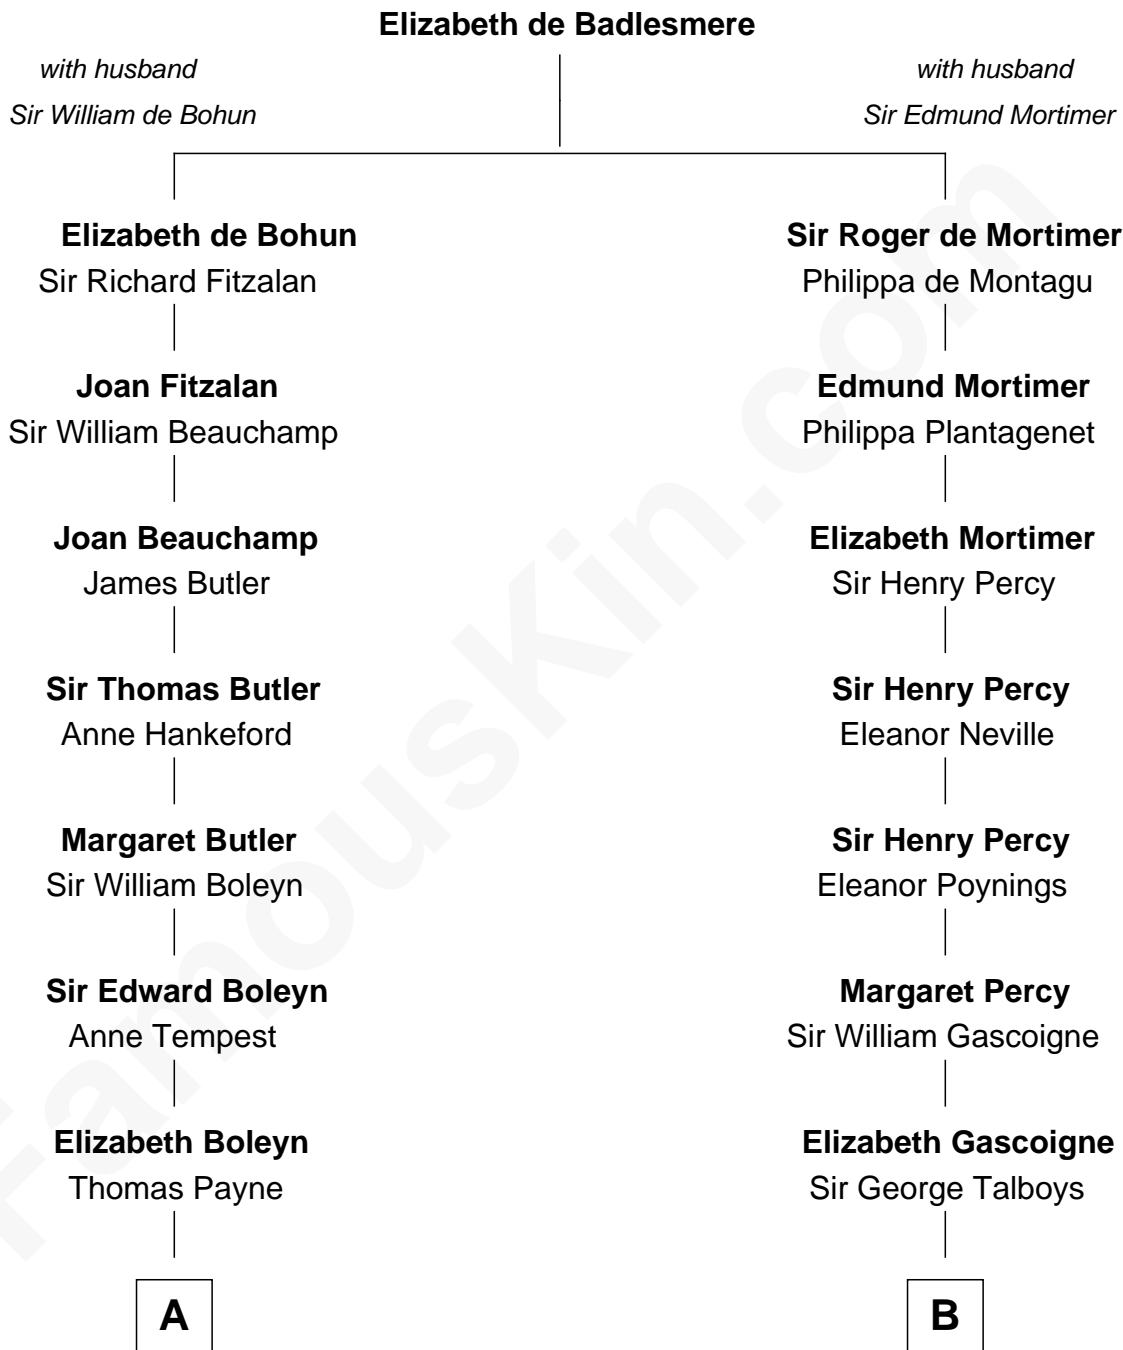 Elizabeth de Badlesmere
with husband
Sir William de Bohun
with husband
Sir Edmund Mortimer
Elizabeth de Bohun
Sir Richard Fitzalan
Joan Fitzalan
Sir William Beauchamp
Joan Beauchamp
James Butler
Sir Thomas Butler
Anne Hankeford
Margaret Butler
Sir William Boleyn
Sir Edward Boleyn
Anne Tempest
Elizabeth Boleyn
Thomas Payne
A
Sir Roger de Mortimer
Philippa de Montagu
Edmund Mortimer
Philippa Plantagenet
Elizabeth Mortimer
Sir Henry Percy
Sir Henry Percy
Eleanor Neville
Sir Henry Percy
Eleanor Poynings
Margaret Percy
Sir William Gascoigne
Elizabeth Gascoigne
Sir George Talboys
B
FamousKin.com